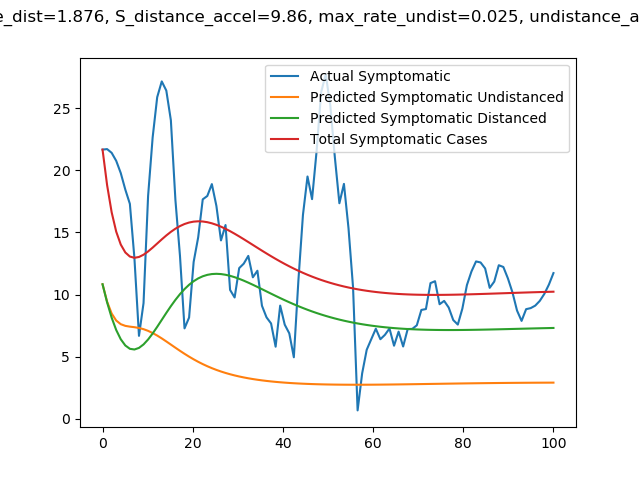 e_dist=1.876, S_distance_accel=9.86, max_rate_undist=0.025, undistance_a
Actual Symptomatic
Predicted Symptomatic Undistanced
Predicted Symptomatic Distanced
Total Symptomatic Cases
25
20
15
10
5
0
0 20 40 60 80 100